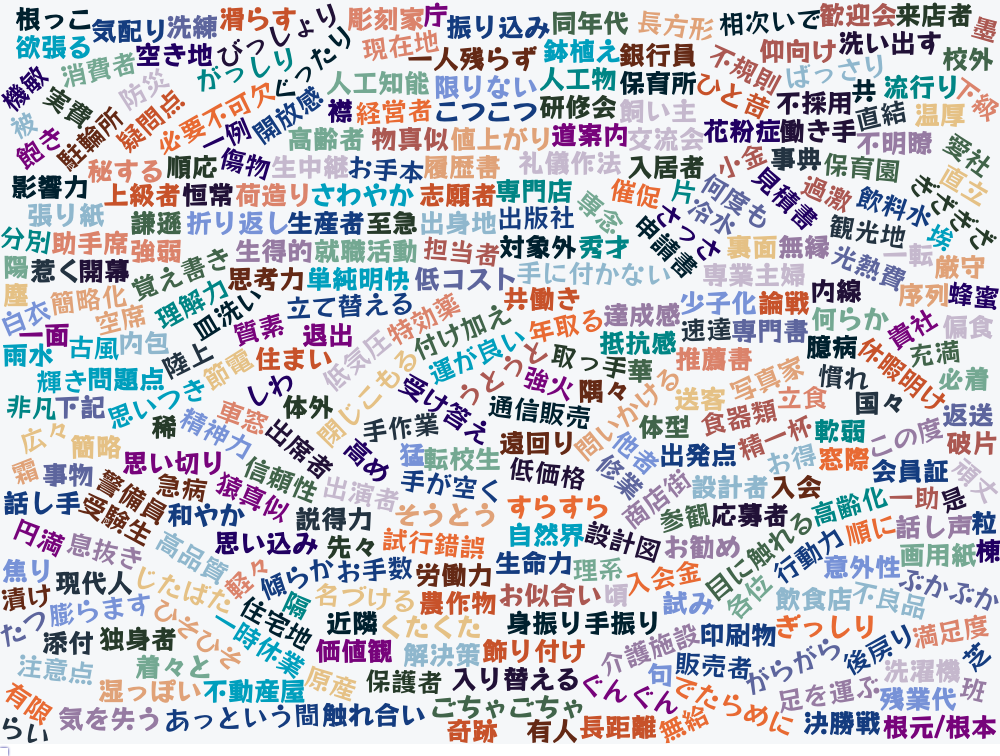 根っこ
気配り
洗練
滑らす
びっしょり
彫刻家
庁
振り込み
同年代
長方形
相次いで
歓迎会
来店者
墨
欲張る
空き地
がっしり
ぐったり
現在地
一人残らず
鉢植え
銀行員
不規則
仰向け
洗い出す
校外
機敏
消費者
防災
人工知能
限りない
人工物
保育所
ばっさり
共
流行り
下級
実費
疑問点
必要不可欠
開放感
襟
経営者
こつこつ
研修会
飼い主
ひと苦
不採用
直結
温厚
被
飽き
駐輪所
一例
高齢者
物真似
値上がり
道案内
交流会
花粉症
働き手
不明瞭
愛社
秘する
順応
傷物
生中継
お手本
履歴書
礼儀作法
入居者
小金
事典
保育園
直立
影響力
上級者
恒常
荷造り
さわやか
志願者
専門店
専念
催促
片
何度も
見積書
過激
飲料水
ぎざぎざ
張り紙
謙遜
折り返し
生産者
至急
出身地
出版社
申請書
さっさ
冷水
観光地
埃
分別
助手席
強弱
生得的
就職活動
担当者
対象外
秀才
裏面
無縁
光熱費
一転
厳守
陽
惹く
開幕
覚え書き
思考力
単純明快
低コスト
手に付かない
専業主婦
塵
白衣
簡略化
空席
理解力
皿洗い
立て替える
共働き
達成感
少子化
論戦
内線
序列
蜂蜜
一面
古風
内包
質素
退出
低気圧
特効薬
付け加え
年取る
抵抗感
速達
専門書
何らか
貴社
偏食
雨水
輝き
問題点
陸上
節電
住まい
閉じこもる
運が良い
うとうと
取っ手
推薦書
臆病
休暇明け
充満
非凡
下記
思いつき
しわ
体外
受け答え
強火
隅々
華
送客
写真家
立食
慣れ
国々
必着
広々
簡略
稀
精神力
車窓
出席者
手作業
通信販売
問いかける
体型
食器類
精一杯
軟弱
この度
返送
霜
事物
思い切り
信頼性
高め
猛
転校生
遠回り
他者
出発点
お得
窓際
会員証
破片
話し手
警備員
急病
猿真似
出演者
手が空く
低価格
修業
商店街
設計者
入会
高齢化
一助
是
頑丈
受験生
和やか
説得力
そうとう
すらすら
参観
応募者
順に
話し声
粒
円満
息抜き
高品質
思い込み
先々
試行錯誤
自然界
設計図
お勧め
目に触れる
行動力
意外性
画用紙
棟
焦り
現代人
じたばた
軽々
傾らか
お手数
労働力
生命力
理系
入会金
各位
飲食店
不良品
ぶかぶか
漬け
膨らます
住宅地
隔
名づける
農作物
お似合い
頃
試み
たつ
添付
独身者
ひそひそ
一時休業
近隣
くたくた
身振り手振り
介護施設
印刷物
ぎっしり
後戻り
満足度
注意点
着々と
価値観
解決策
飾り付け
句
販売者
がらがら
洗濯機
芝
有限
湿っぽい
不動産屋
原産
保護者
入り替える
ぐんぐん
でたらめに
足を運ぶ
残業代
班
らい
気を失う
あっという間
触れ合い
ごちゃごちゃ
奇跡
有人
長距離
無給
決勝戦
根元/根本